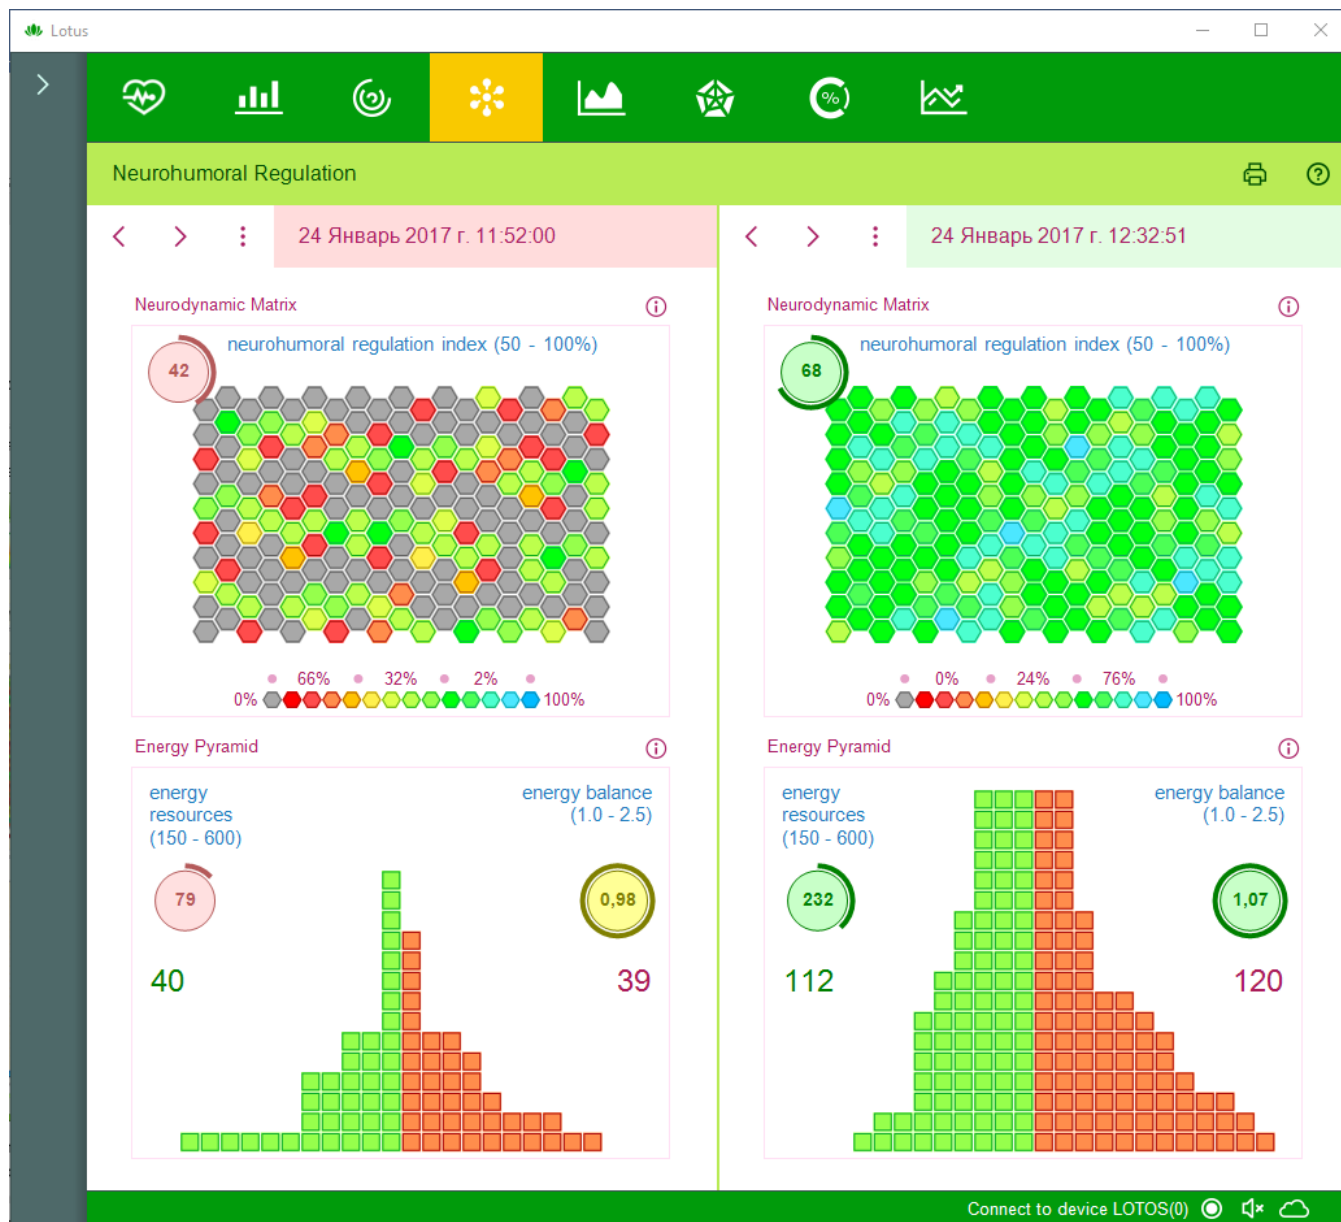 Lotus
%
Neurohumoral Regulation
24 Январь 2017 г. 11:52:00
Neurodynamic Matrix
42
neurohumoral regulation index (50 - 100%)
66%
32%
2%
0%
100%
Energy Pyramid
energy
resources
(150 - 600)
energy balance
(1.0 - 2.5)
79
0,98
40
39
24 Январь 2017 г. 12:32:51
Neurodynamic Matrix
68
neurohumoral regulation index (50 - 100%)
0%
24%
76%
0%
100%
Energy Pyramid
energy
resources
(150 - 600)
energy balance
(1.0 - 2.5)
232
1,07
112
120
Connect to device LOTOS(0)